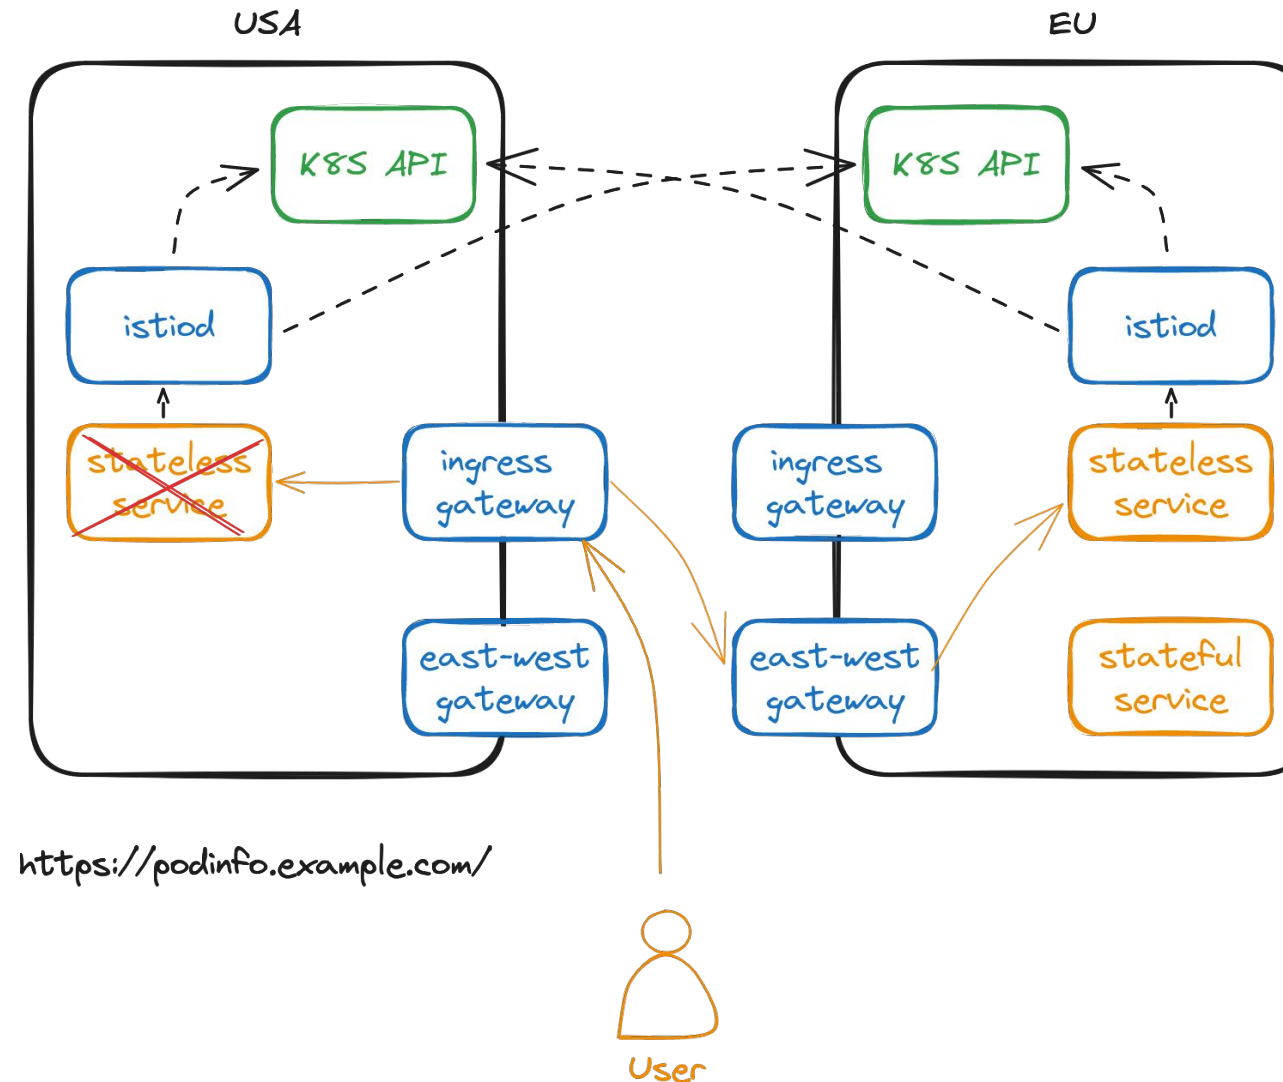 USA
EU
K8S API
K8S API
istiod
istiod
stateless
service
ingress
gateway
ingress
gateway
stateless
service
east-west
gateway
east-west
gateway
stateful
service
https://podinfo.example.com/
User